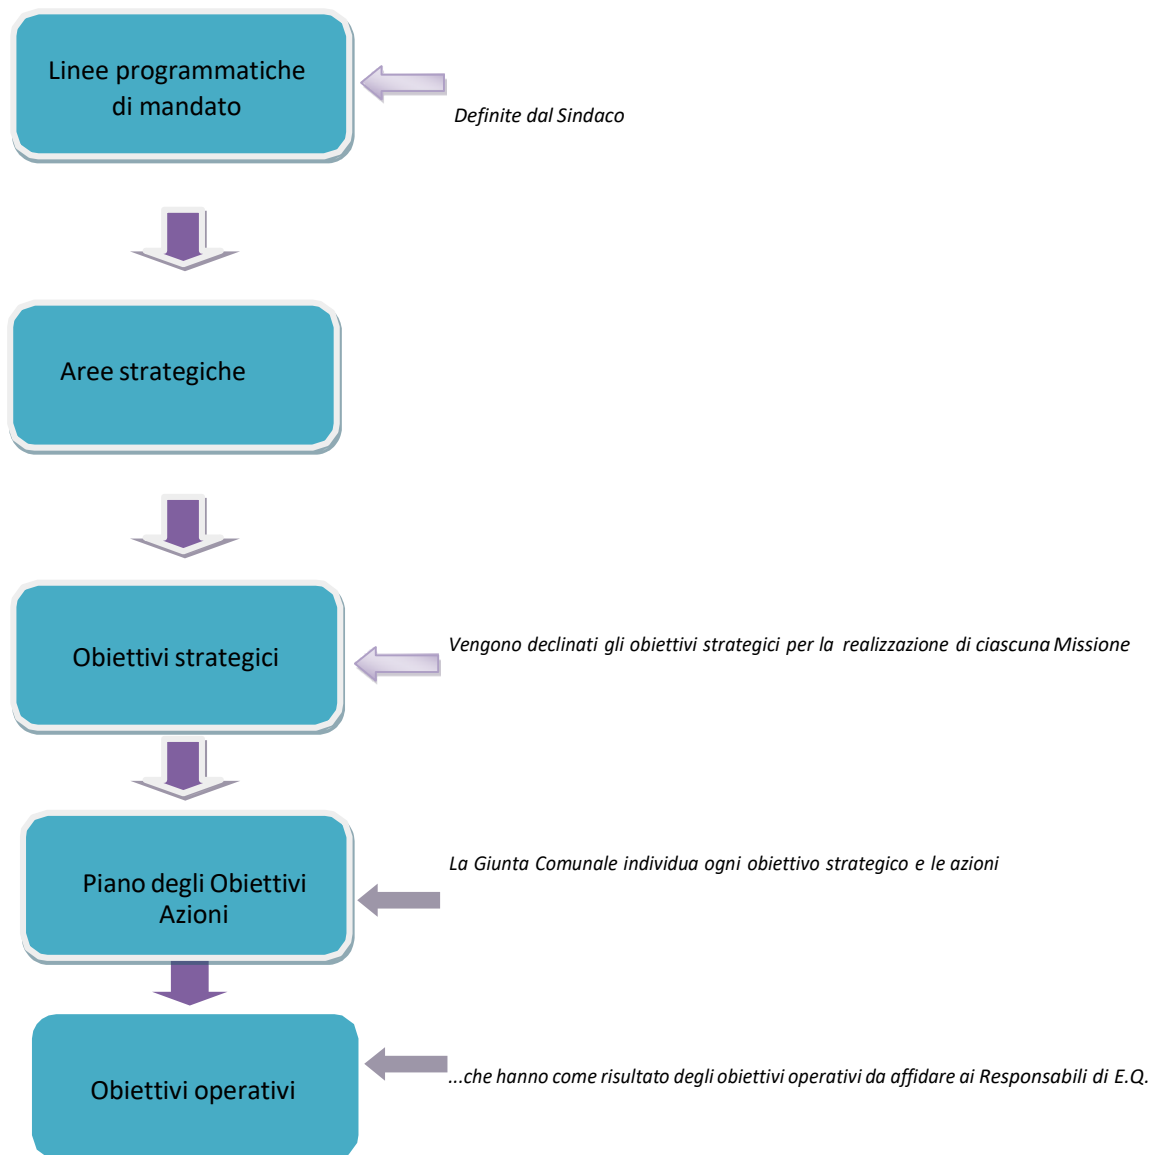 Linee programmatiche
di mandato
Definite dal Sindaco
Aree strategiche
Obiettivi strategici
Vengono declinati gli obiettivi strategici per la realizzazione di ciascuna Missione
Piano degli Obiettivi
Azioni
La Giunta Comunale individua ogni obiettivo strategico e le azioni
Obiettivi operativi
...che hanno come risultato degli obiettivi operativi da affidare ai Responsabili di E.Q.